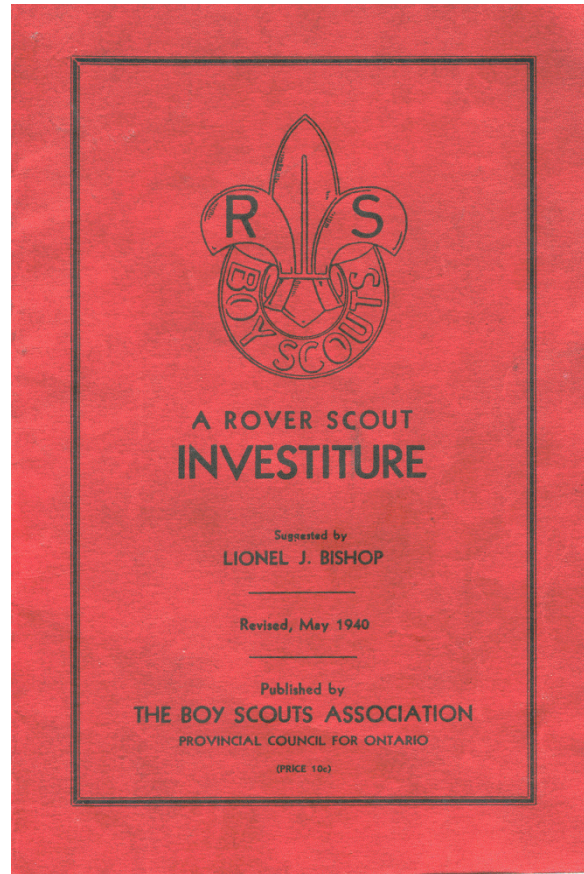 R S
BOY SCOUTS
A ROVER SCOUT
INVESTITURE
Suggested by
LIONEL J. BISHOP
Revised, May 1940
Published by
THE BOY SCOUTS ASSOCIATION
PROVINCIAL COUNCIL FOR ONTARIO
(PRICE 10c)